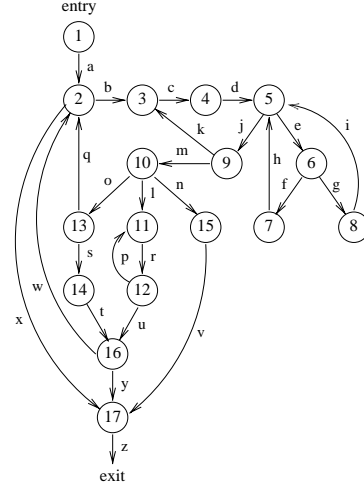 entry
1
a
2 b 3 c 4 d 5
k j e i
q m 9 h 6
10
o l n f g
13 11 15 7 8
s p r
14 12
w t u
x v
16
y
17
z
exit